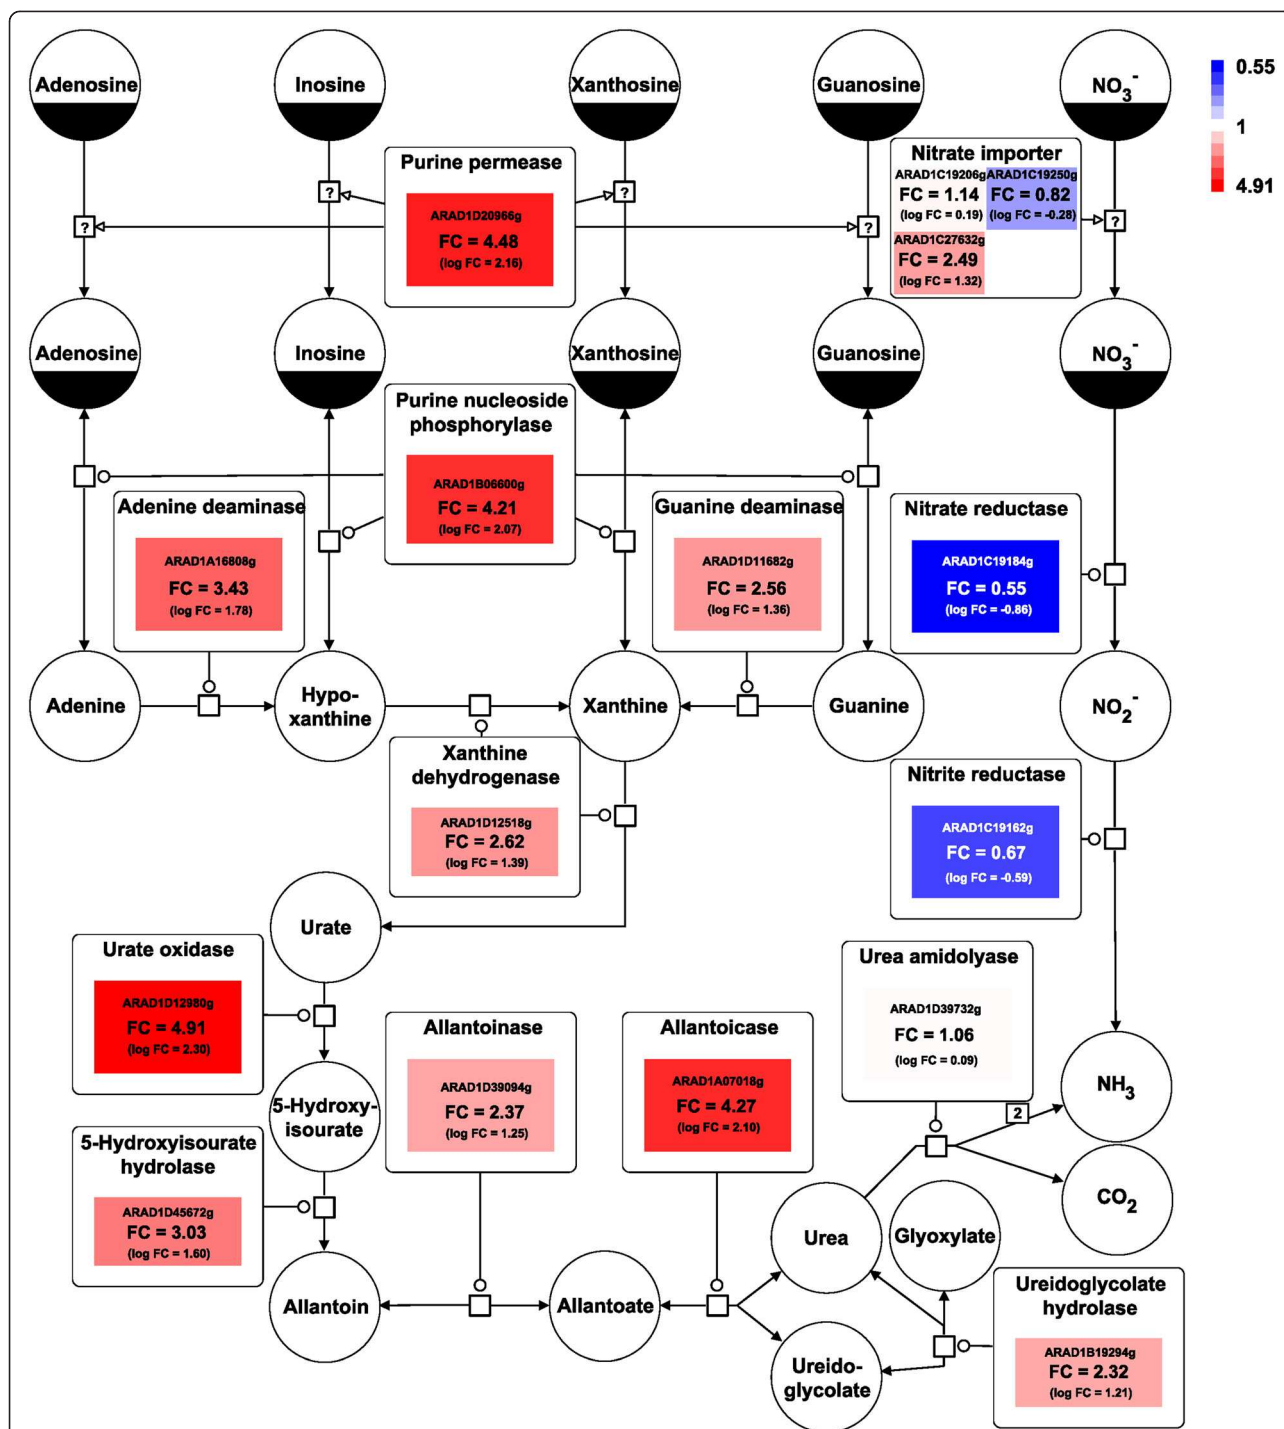 Adenosine
Inosine
Xanthosine
Guanosine
NO3-
0.55
1
4.91
Purine permease
ARAD1D20966g
FC = 4.48
(log FC = 2.16)
Nitrate importer
ARAD1C19206g
FC = 1.14
(log FC = 0.19)
ARAD1C19250g
FC = 0.82
(log FC = -0.28)
ARAD1C27632g
FC = 2.49
(log FC = 1.32)
?
?
?
?
?
Adenosine
Inosine
Xanthosine
Guanosine
NO3-
Purine nucleoside
phosphorylase
ARAD1B06600g
FC = 4.21
(log FC = 2.07)
Adenine deaminase
ARAD1A16808g
FC = 3.43
(log FC = 1.78)
Guanine deaminase
ARAD1D11682g
FC = 2.56
(log FC = 1.36)
Nitrate reductase
ARAD1C19184g
FC = 0.55
(log FC = -0.86)
Adenine
Hypo-
xanthine
Xanthine
Guanine
NO2-
Xanthine
dehydrogenase
ARAD1D12518g
FC = 2.62
(log FC = 1.39)
Nitrite reductase
ARAD1C19162g
FC = 0.67
(log FC = -0.59)
Urate
Urate oxidase
ARAD1D12980g
FC = 4.91
(log FC = 2.30)
Urea amidolyase
ARAD1D39732g
FC = 1.06
(log FC = 0.09)
Allantoinase
ARAD1D39094g
FC = 2.37
(log FC = 1.25)
Allantoicase
ARAD1A07018g
FC = 4.27
(log FC = 2.10)
5-Hydroxy-
isourate
2
NH3
CO2
5-Hydroxyisourate
hydrolase
ARAD1D45672g
FC = 3.03
(log FC = 1.60)
Urea
Glyoxylate
Allantoin
Allantoate
Ureido-
glycolate
Ureidoglycolate
hydrolase
ARAD1B19294g
FC = 2.32
(log FC = 1.21)